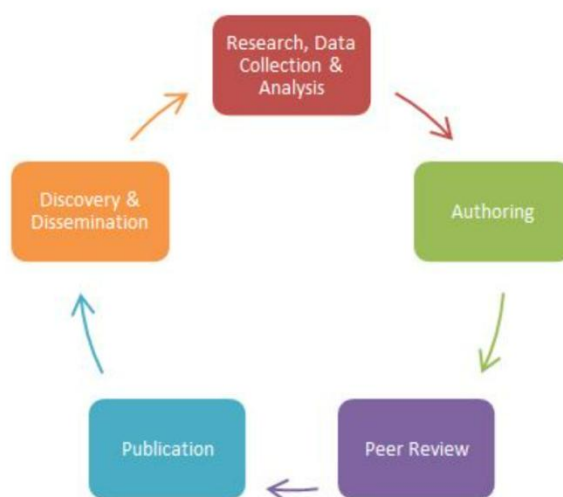 Research, Data
Collection &
Analysis
Authoring
Peer Review
Publication
Discovery &
Dissemination